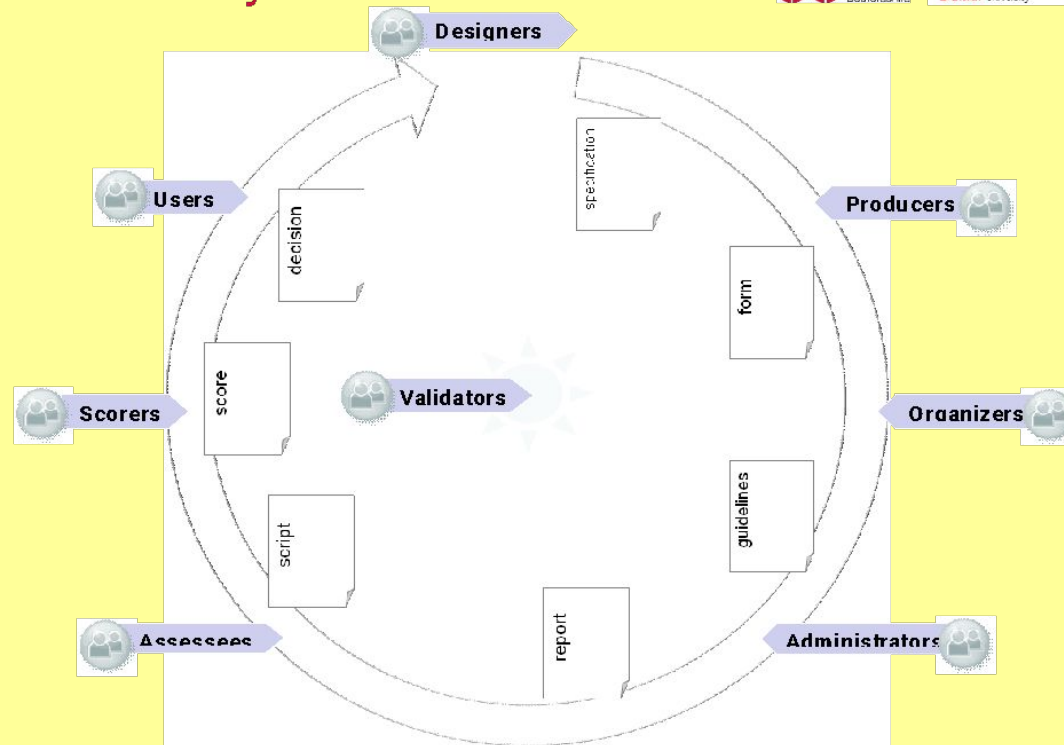 Designers
specification
Users
Producers
decision
form
score
Validators
Scorers
Organizers
guidelines
script
Assessees
report
Administrators